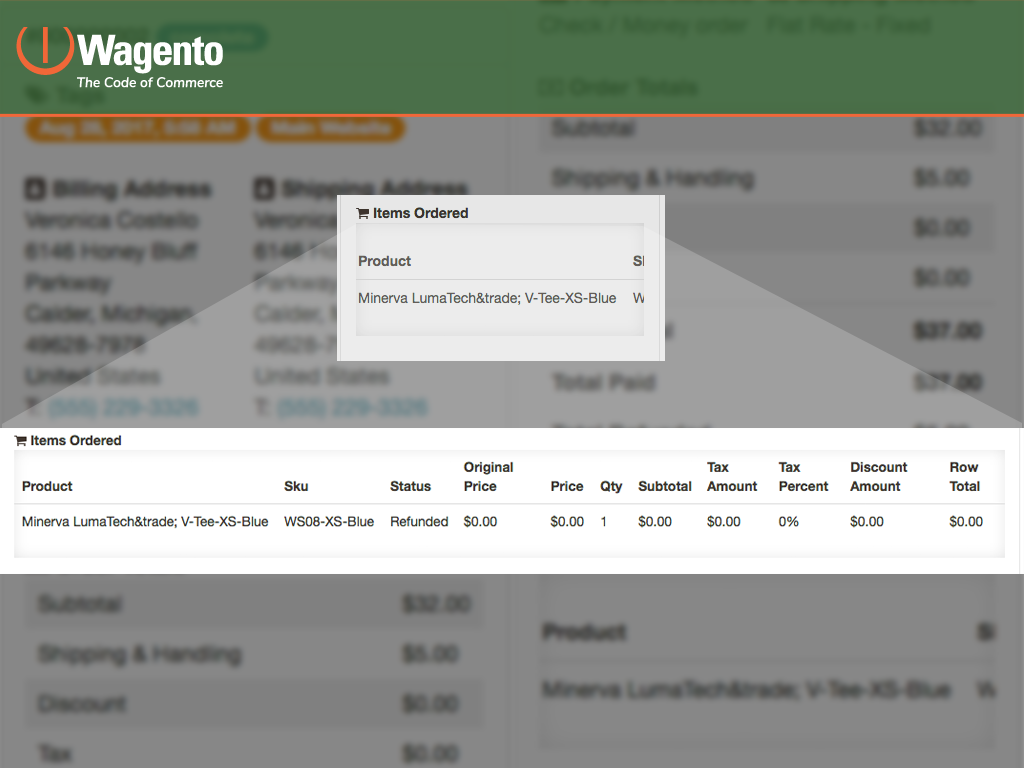 Check / Money order Flat Rate - Fixed
Wagento
The Code of Commerce
Tags
Order Totals
Aug 28, 2017, Main Website
Subtotal $32.00
Billing Address Shipping Address
Shipping & Handling $5.00
Veronica Costello Veronica
6146 Honey Bluff 6146
$0.00
Parkway Parkway
Calder, Michigan, Calder,
$0.00
49628-7978 49628-7
$37.00
United States United States
Total Paid $37.00
T: (555) 229-3326 T: (555) 229-3326
Items Ordered
Product S
Minerva LumaTech&trade; V-Tee-XS-Blue W
Items Ordered
Product Sku Status Original Price Price Qty Subtotal Tax Amount Tax Percent Discount Amount Row Total
Minerva LumaTech&trade; V-Tee-XS-Blue WS08-XS-Blue Refunded $0.00 $0.00 1 $0.00 $0.00 0% $0.00 $0.00
Subtotal $32.00
Product
Shipping & Handling $5.00
Minerva LumaTech&trade; V-Tee-XS-Blue W
Discount $0.00
Tax $0.00